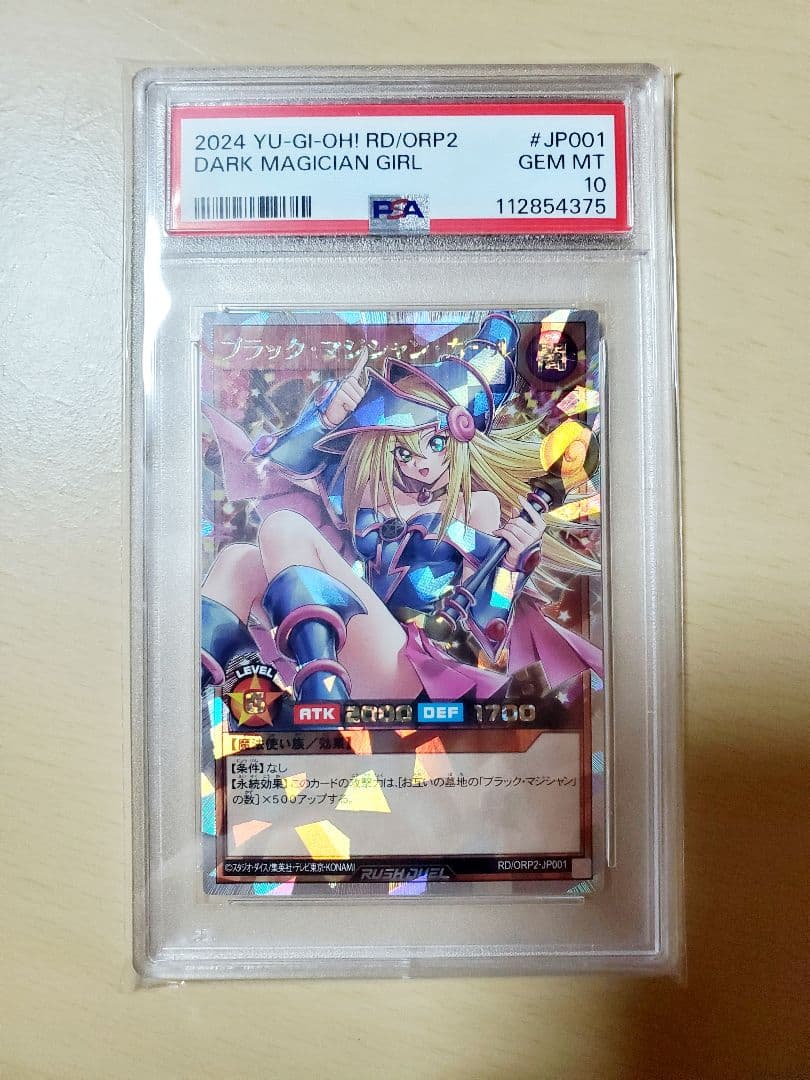 2024 YU-GI-OH! RD/ORP2 #JP001
DARK MAGICIAN GIRL GEM MT
10
PSA 112854375
ブラック・マジシャン・ガール
闇
LEVEL
6
ATK 2000 DEF 1700
【魔法使い族/効果】
【条件】なし
【永続効果】このカードの攻撃力は、[お互いの墓地の「ブラック・マジシャン」
の数]×500アップする。
©スタジオ・ダイス/集英社・テレビ東京・KONAMI RUSH DUEL RD/ORP2-JP001